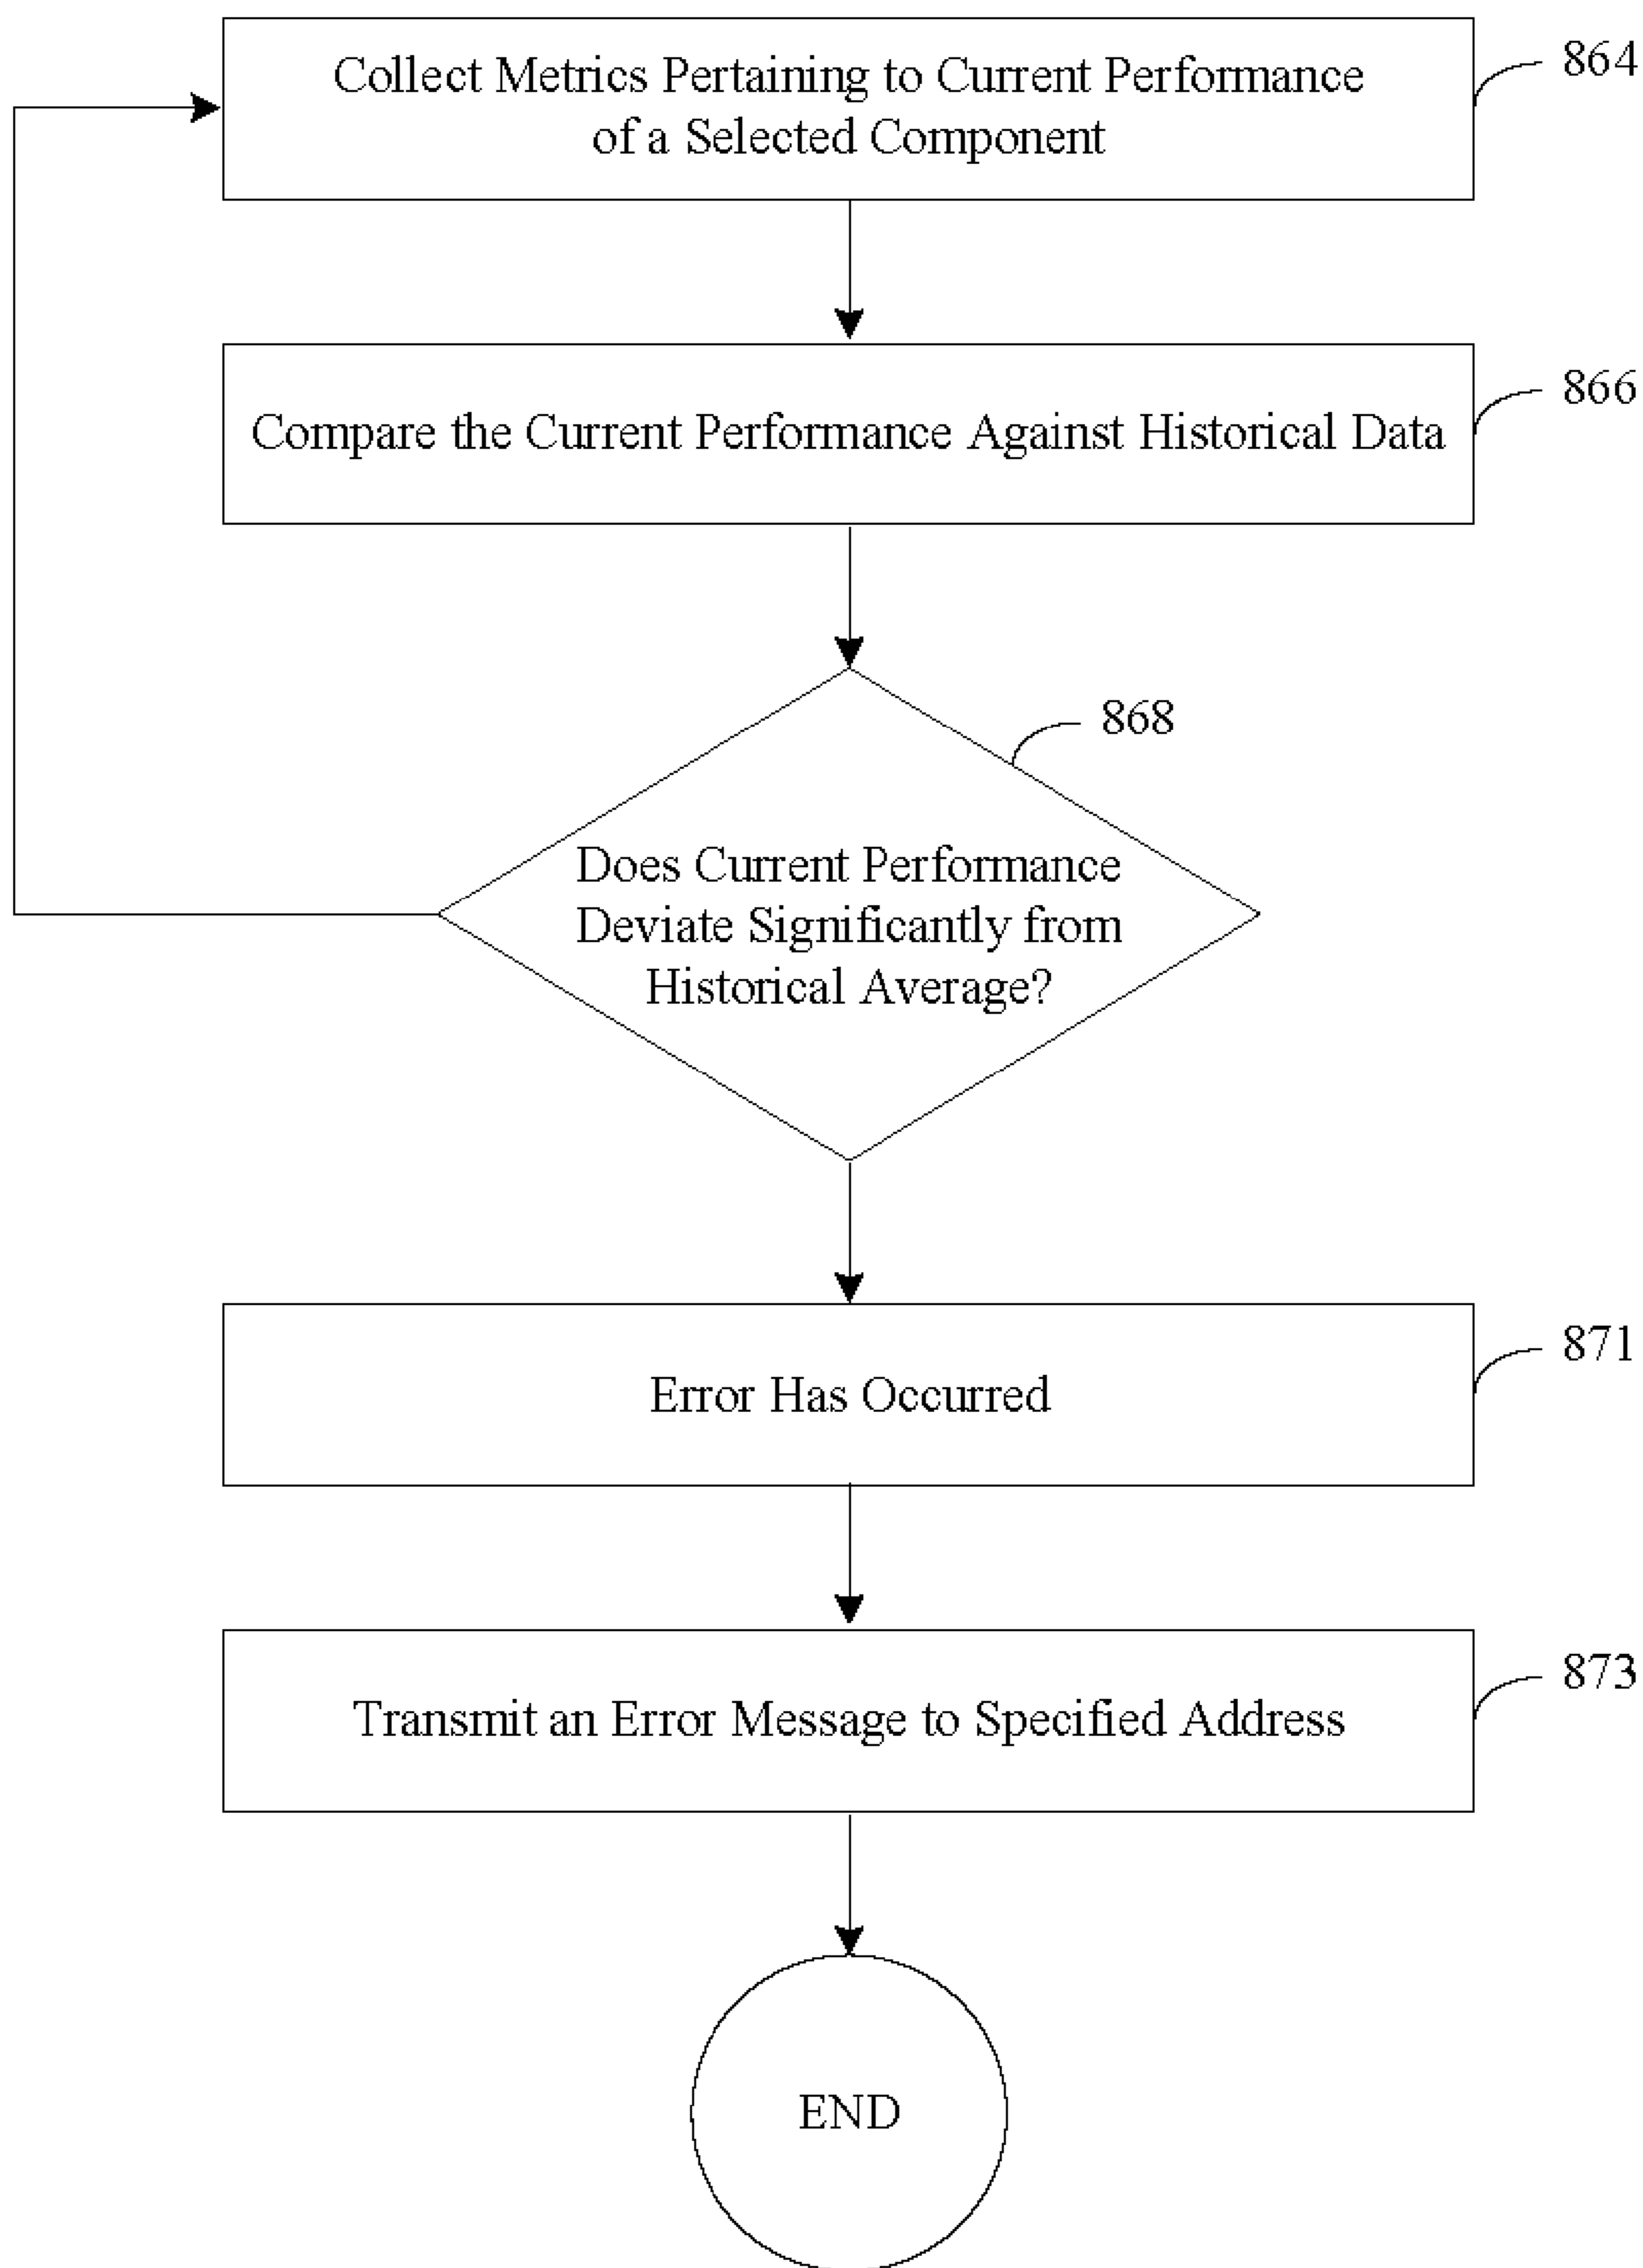 Collect Metrics Pertaining to Current Performance
of a Selected Component
864
Compare the Current Performance Against Historical Data
866
868
Does Current Performance
Deviate Significantly from
Historical Average?
Error Has Occurred
871
Transmit an Error Message to Specified Address
873
END